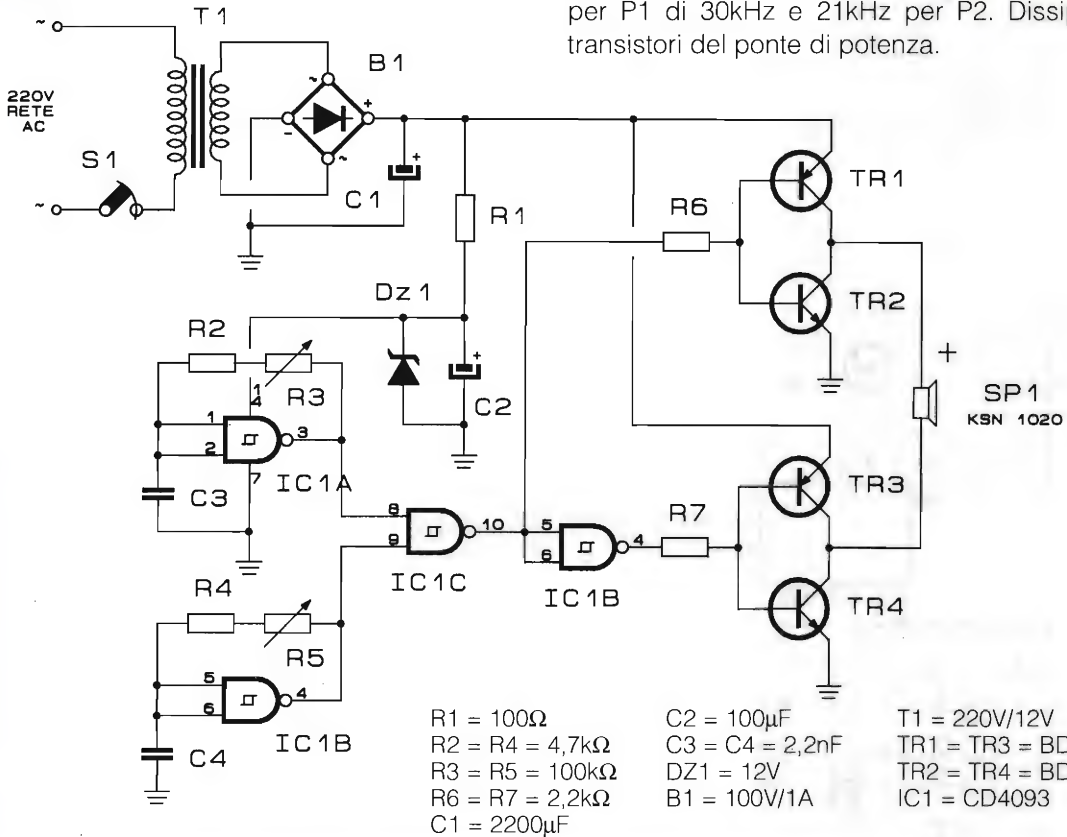 per P1 di 30kHz e 21kHz per P2.
transistori del ponte di potenza.
T1
B1
~
+
-
~
220V
RETE
AC
~
S1
~
C1
+
R1
R6
TR1
TR2
Dz1
+
C2
R2
R3
14
1
2
3
7
IC1A
C3
8
9
10
IC1C
5
6
4
IC1B
R7
TR3
TR4
+
SP1
KSN 1020
R4
R5
5
6
4
IC1B
C4
R1 = 100Ω
R2 = R4 = 4,7kΩ
R3 = R5 = 100kΩ
R6 = R7 = 2,2kΩ
C1 = 2200µF
C2 = 100µF
C3 = C4 = 2,2nF
DZ1 = 12V
B1 = 100V/1A
T1 = 220V/12V
TR1 = TR3 =
TR2 = TR4 =
IC1 = CD4093